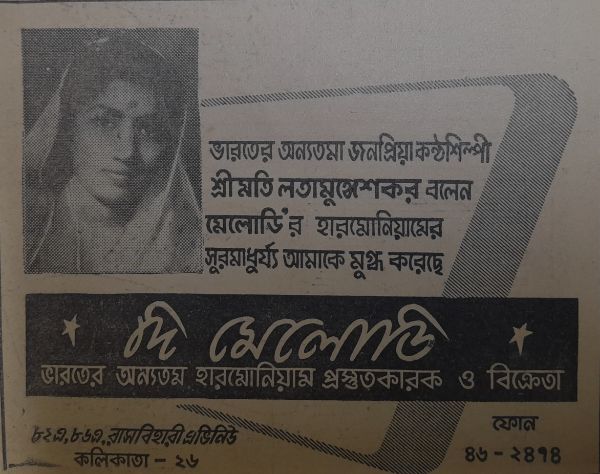 ভারতের অন্যতমা জনপ্রিয়া কন্ঠশিল্পী
শ্রীমতি লতামুঙ্গেশকর বলেন
মেলোডি'র হারমোনিয়ামের
সুরমাধুর্য্য আমাকে মুগ্ধ করেছে
দি মেলোডি
ভারতের অন্যতম হারমোনিয়াম প্রস্তুতকারক ও বিক্রেতা
৮২এ,৮৬এ, রাসবিহারী এভিনিউ
কলিকাতা - ২৬
ফোন
৪৬ - ২৪৭৪